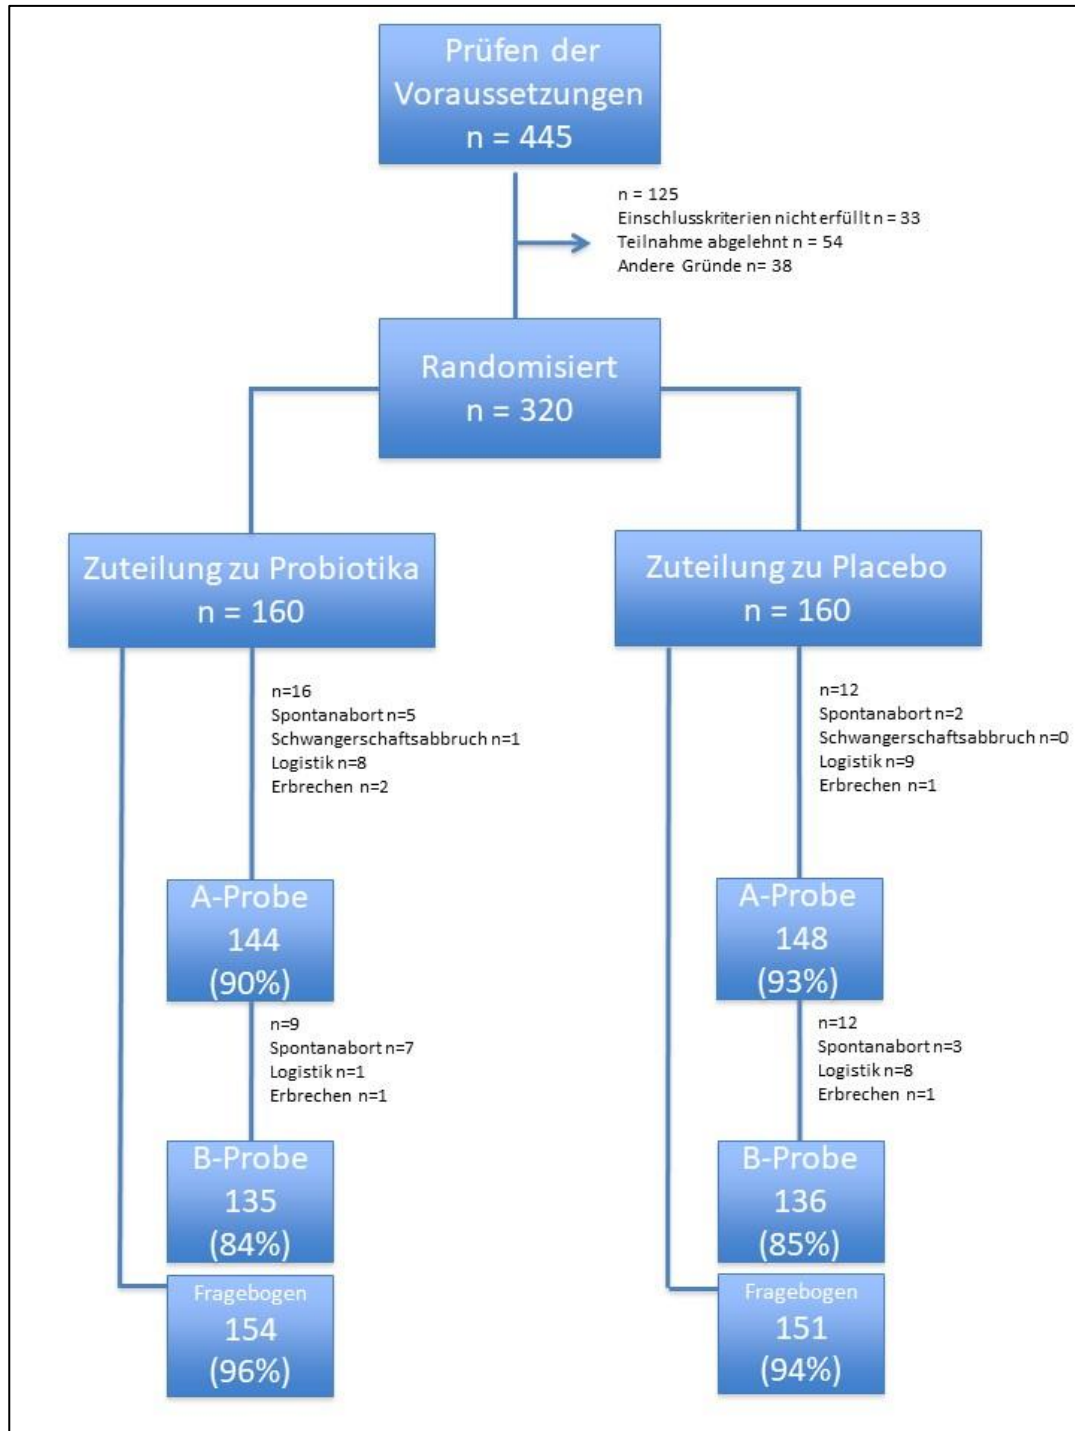 Prüfen der
Voraussetzungen
n = 445
n = 125
Einschlusskriterien nicht erfüllt n = 33
Teilnahme abgelehnt n = 54
Andere Gründe n= 38
Randomisiert
n = 320
Zuteilung zu Probiotika
n = 160
Zuteilung zu Placebo
n = 160
n=16
Spontanabort n=5
Schwangerschaftsabbruch n=1
Logistik n=8
Erbrechen n=2
n=12
Spontanabort n=2
Schwangerschaftsabbruch n=0
Logistik n=9
Erbrechen n=1
A-Probe
144
(90%)
A-Probe
148
(93%)
n=9
Spontanabort n=7
Logistik n=1
Erbrechen n=1
n=12
Spontanabort n=3
Logistik n=8
Erbrechen n=1
B-Probe
135
(84%)
B-Probe
136
(85%)
Fragebogen
154
(96%)
Fragebogen
151
(94%)